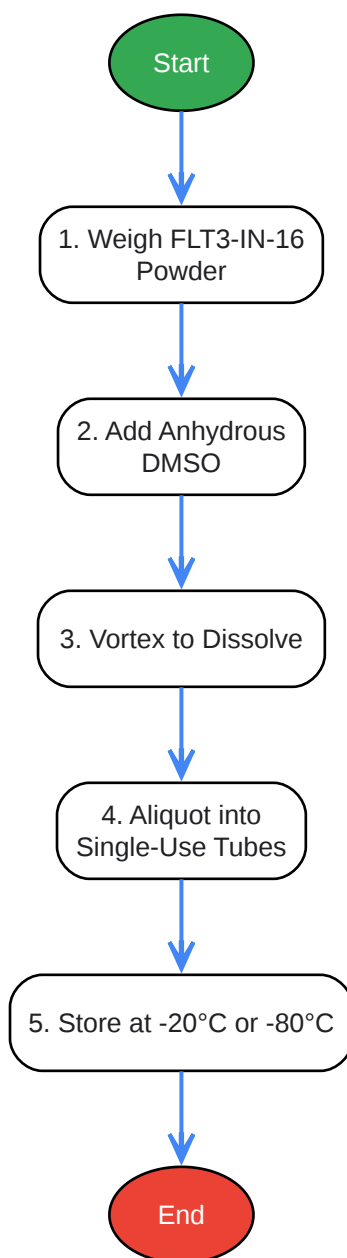 Start
1. Weigh FLT3-IN-16
Powder
2. Add Anhydrous
DMSO
3. Vortex to Dissolve
4. Aliquot into
Single-Use Tubes
5. Store at -20°C or -80°C
End